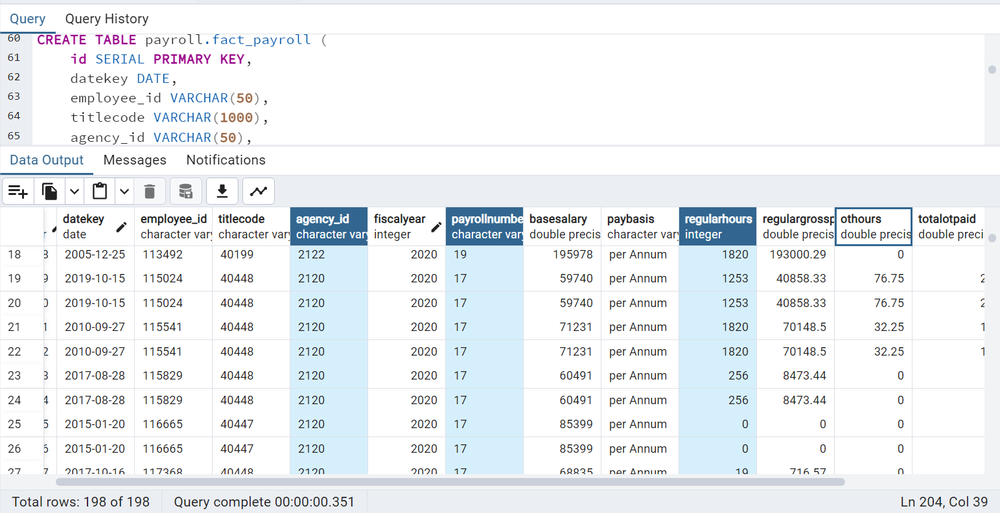 Query Query History
60 CREATE TABLE payroll.fact_payroll (
61 id SERIAL PRIMARY KEY,
62 datekey DATE,
63 employee_id VARCHAR(50),
64 titlecode VARCHAR(1000),
65 agency_id VARCHAR(50),
Data Output Messages Notifications
datekey employee_id titlecode agency_id fiscalyear payrollnumbe basesalary paybasis regularhours regulargrossp othours totalotpaid
r date character vary character vary character vary integer character vary double precis character vary integer double precis double precis double preci
18 8 2005-12-25 113492 40199 2122 2020 19 195978 per Annum 1820 193000.29 0
19 9 2019-10-15 115024 40448 2120 2020 17 59740 per Annum 1253 40858.33 76.75 2
20 0 2019-10-15 115024 40448 2120 2020 17 59740 per Annum 1253 40858.33 76.75 2
21 1 2010-09-27 115541 40448 2120 2020 17 71231 per Annum 1820 70148.5 32.25 1
22 2 2010-09-27 115541 40448 2120 2020 17 71231 per Annum 1820 70148.5 32.25 1
23 3 2017-08-28 115829 40448 2120 2020 17 60491 per Annum 256 8473.44 0
24 4 2017-08-28 115829 40448 2120 2020 17 60491 per Annum 256 8473.44 0
25 5 2015-01-20 116665 40447 2120 2020 17 85399 per Annum 0 0 0
26 6 2015-01-20 116665 40447 2120 2020 17 85399 per Annum 0 0 0
27 7 2017-10-16 117368 40448 2120 2020 17 68835 per Annum 19 716.57 0
Total rows: 198 of 198 Query complete 00:00:00.351 Ln 204, Col 39